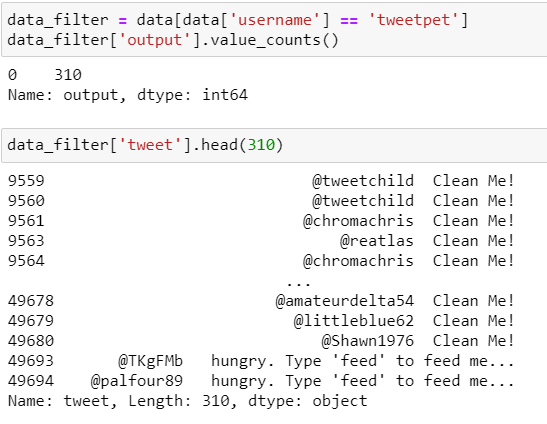 data_filter = data[data['username'] == 'tweetpet']
data_filter['output'].value_counts()
0    310
Name: output, dtype: int64
data_filter['tweet'].head(310)
9559                             @tweetchild  Clean Me!
9560                             @tweetchild  Clean Me!
9561                            @chromachris  Clean Me!
9563                                @reatlas  Clean Me!
9564                            @chromachris  Clean Me!
                              ...
49678                         @amateurdelta54  Clean Me!
49679                           @littleblue62  Clean Me!
49680                              @Shawn1976  Clean Me!
49693       @TKgFMb   hungry. Type 'feed' to feed me...
49694    @palfour89   hungry. Type 'feed' to feed me...
Name: tweet, Length: 310, dtype: object